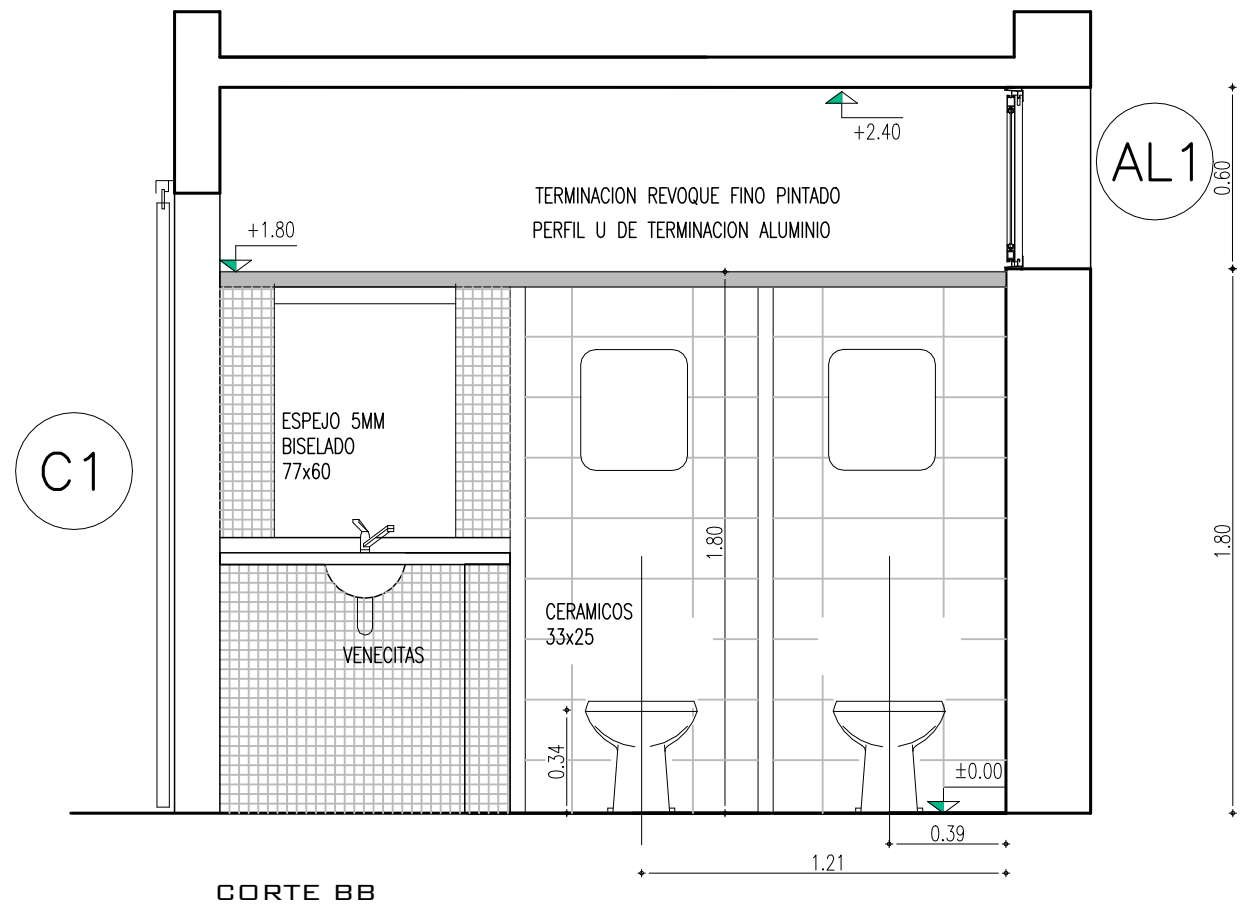 +2.40
AL1
0.60
TERMINACION REVOQUE FINO PINTADO
PERFIL U DE TERMINACION ALUMINIO
+1.80
ESPEJO 5MM
BISELADO
77x60
C1
1.80
1.80
CERAMICOS
33x25
VENECITAS
0.34
±0.00
0.39
1.21
CORTE BB